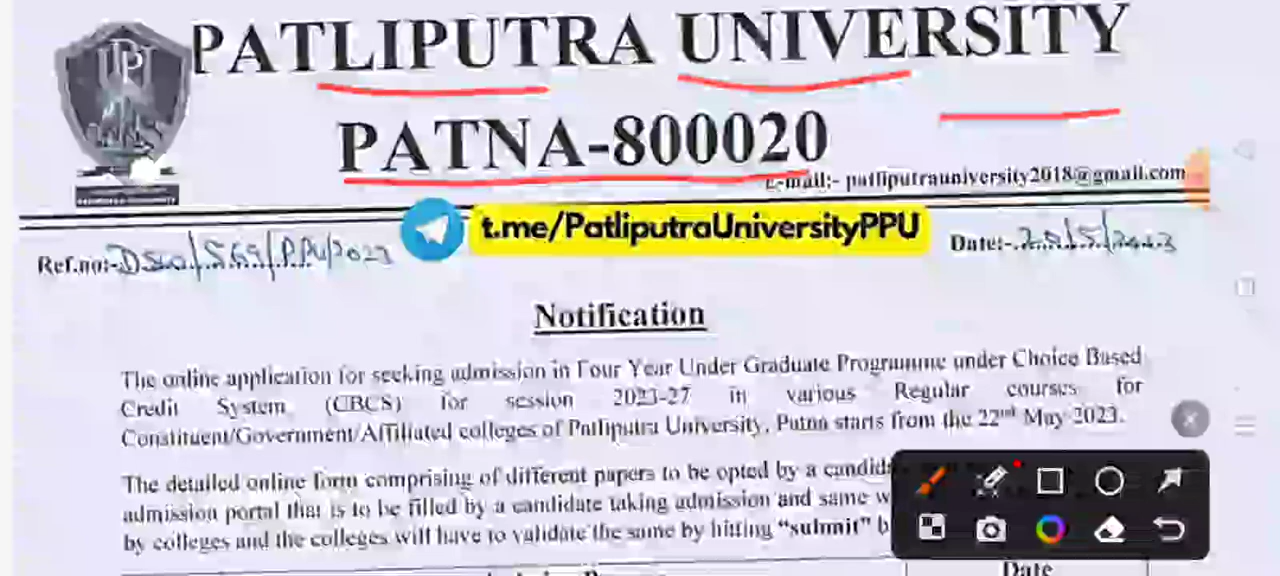 PATLIPUTRA UNIVERSITY
PATNA-800020
E-mail:- patliputrauniversity2018@gmail.com
t.me/PatliputraUniversityPPU
Ref.no:- /PPU/2023
Date:-
Notification
The online application for seeking admission in Four Year Under Graduate Programme under Choice Based
Credit System (CBCS) for session 2023-27 in various Regular courses for
Constituent/Government/Affiliated colleges of Patliputra University, Patna starts from the 22nd May 2023.
The detailed online form comprising of different papers to be opted by a candid
admission portal that is to be filled by a candidate taking admission and same w
by colleges and the colleges will have to validate the same by hitting "submit" b
Date